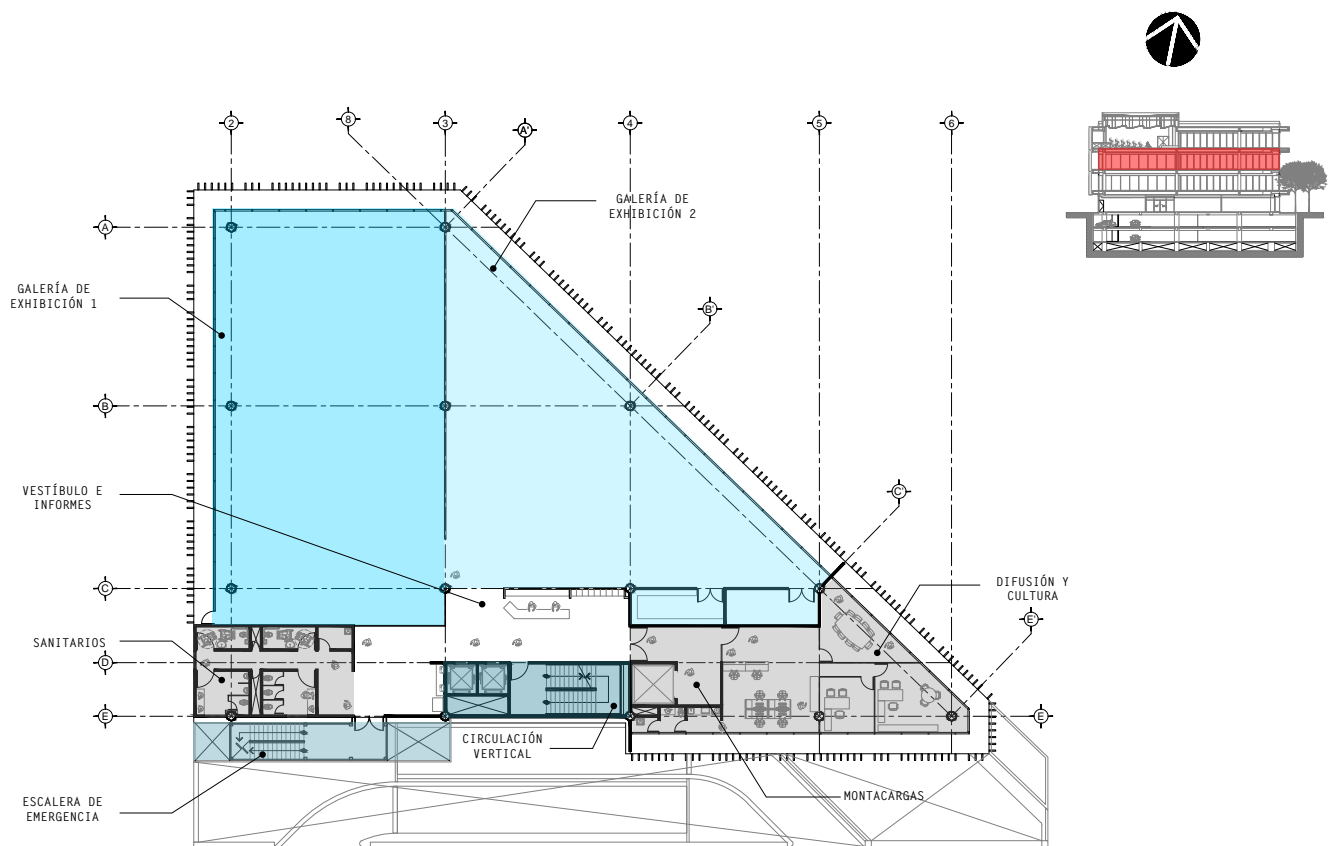 2
8
3
A'
4
5
6
GALERÍA DE
EXHIBICIÓN 2
A
GALERÍA DE
EXHIBICIÓN 1
B'
B
VESTÍBULO E
INFORMES
C'
C
DIFUSIÓN Y
CULTURA
E'
SANITARIOS
D
E
E
CIRCULACIÓN
VERTICAL
MONTACARGAS
ESCALERA DE
EMERGENCIA